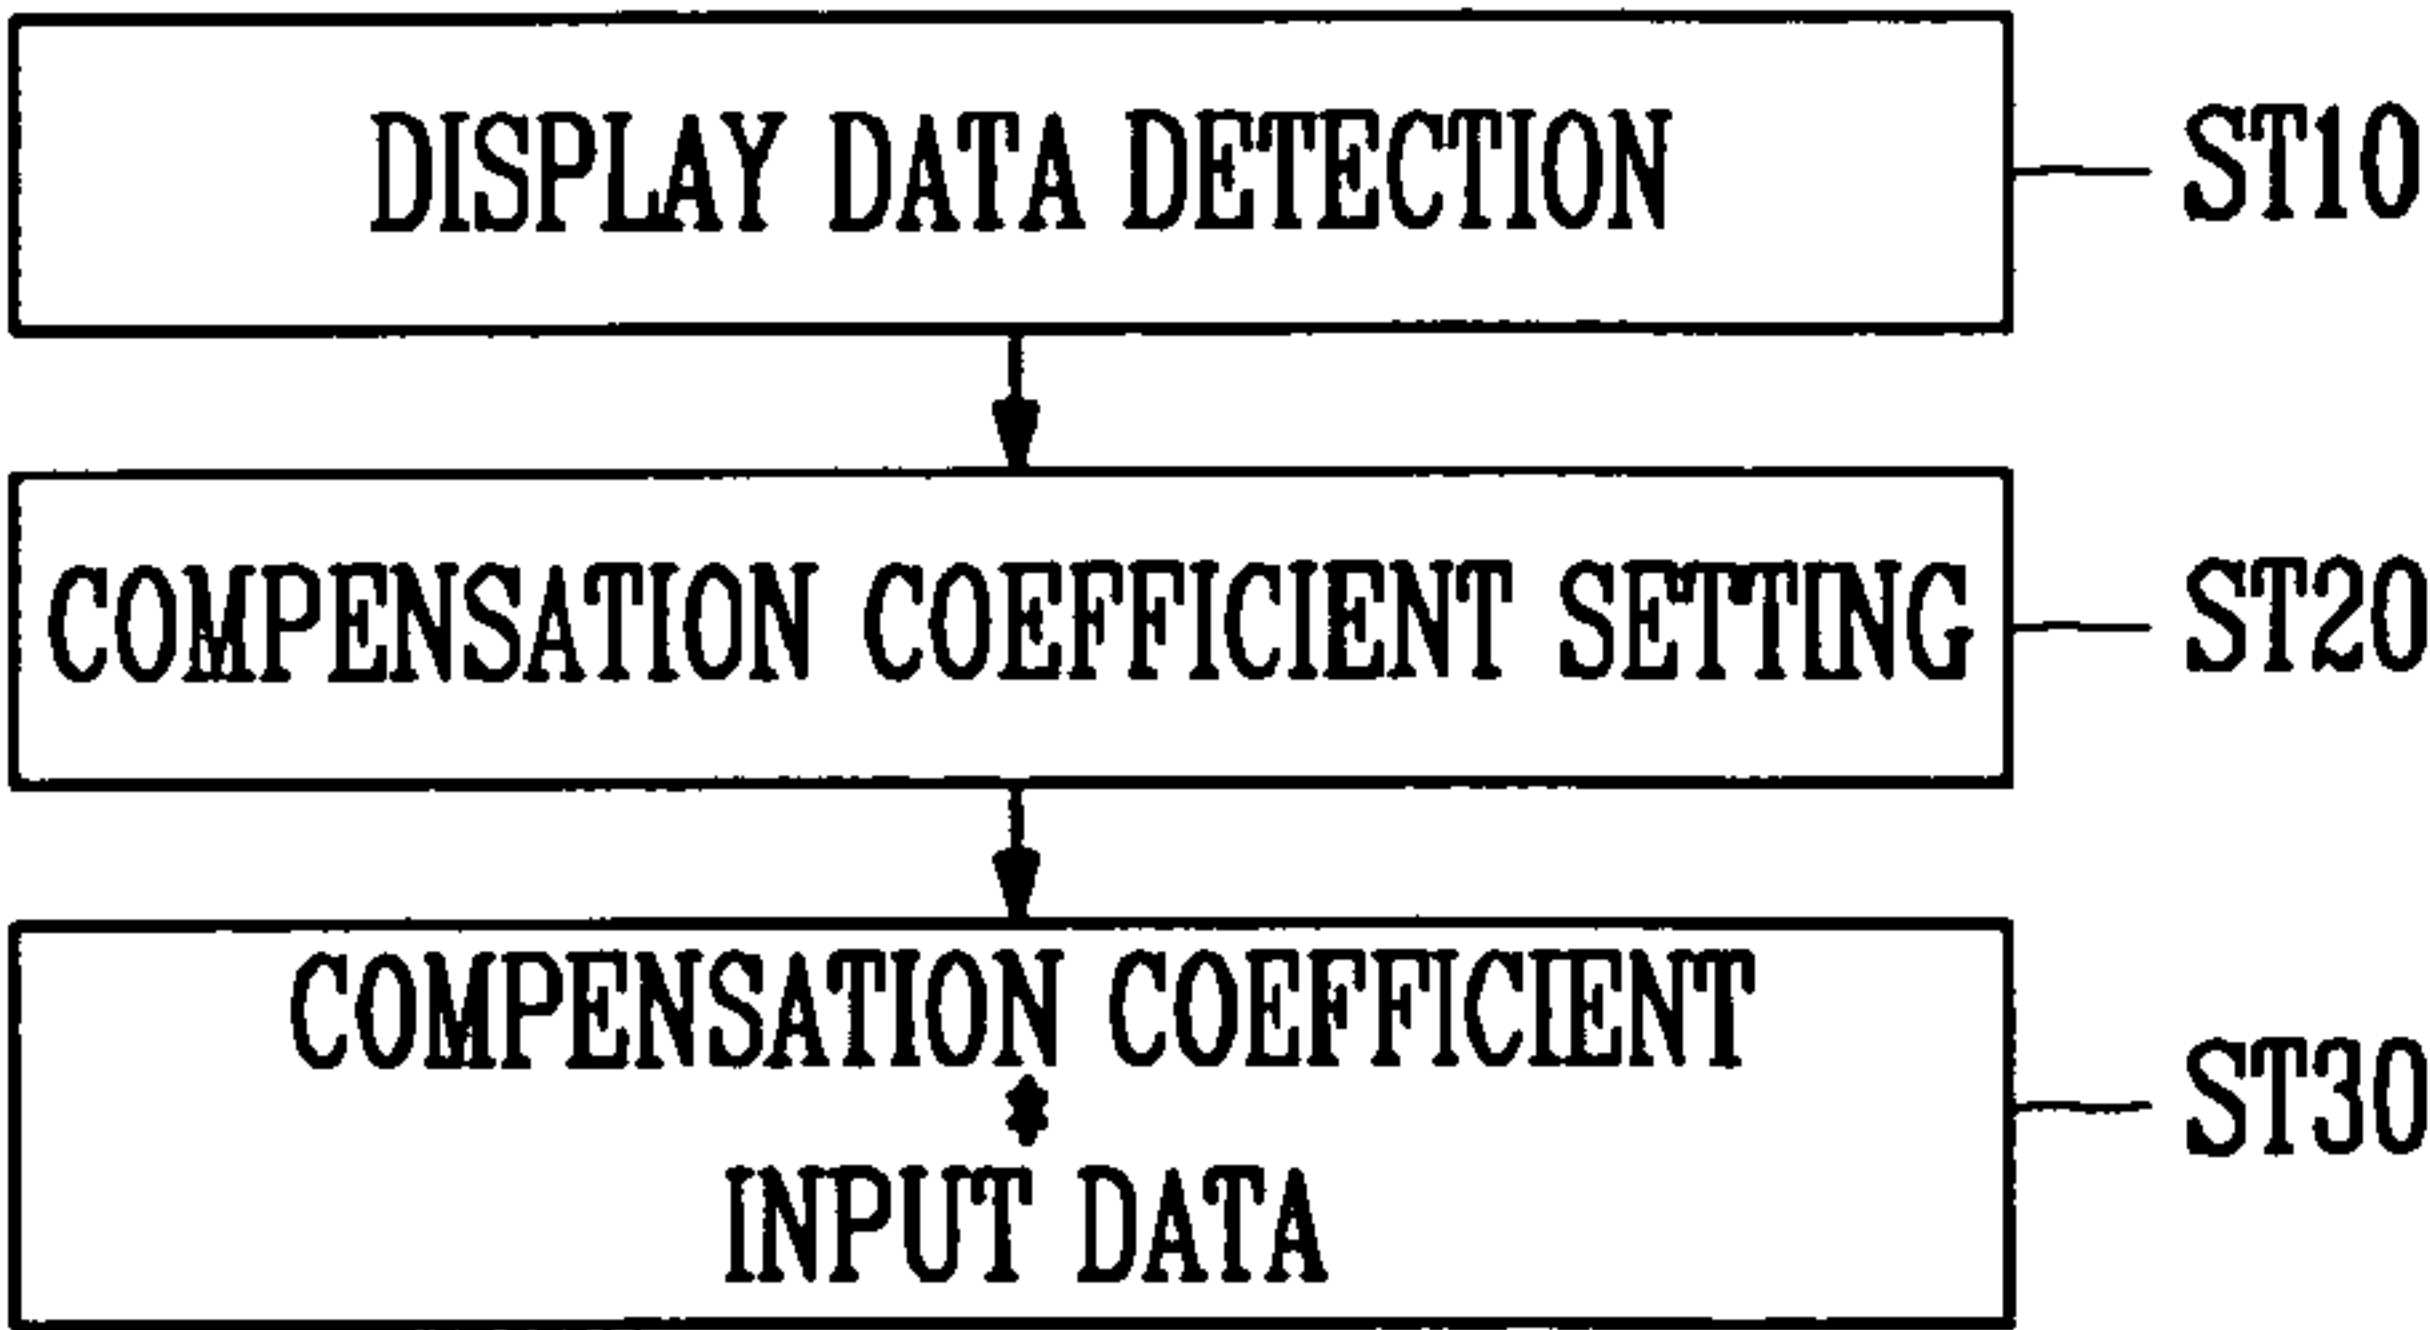 DISPLAY DATA DETECTION
ST10
COMPENSATION COEFFICIENT SETTING
ST20
COMPENSATION COEFFICIENT
*
INPUT DATA
ST30